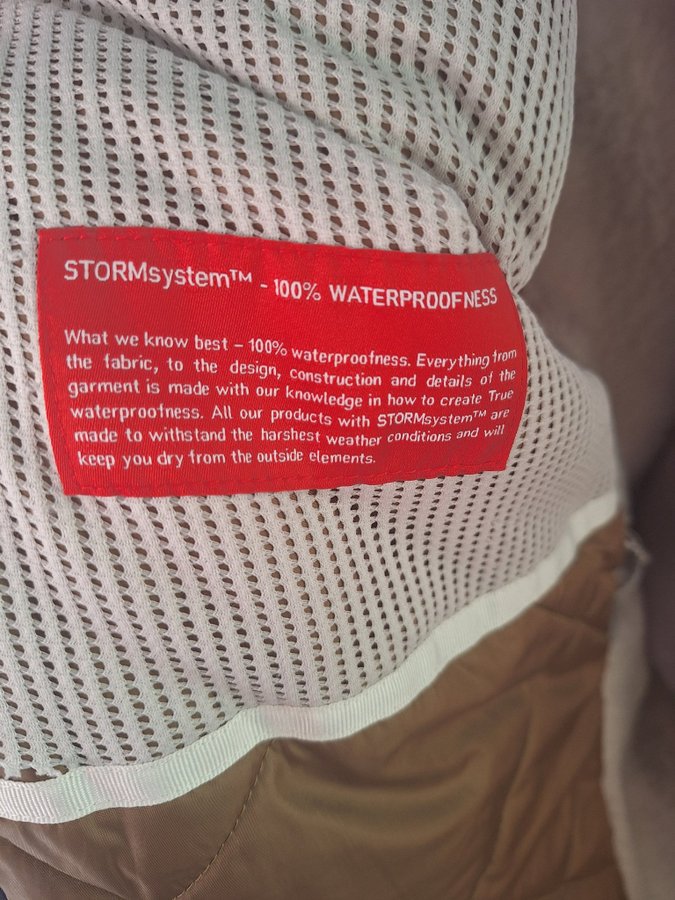 STORMsystem™ - 100% WATERPROOFNESS
What we know best – 100% waterproofness. Everything from
the fabric, to the design, construction and details of the
garment is made with our knowledge in how to create True
waterproofness. All our products with STORMsystem™ are
made to withstand the harshest weather conditions and will
keep you dry from the outside elements.